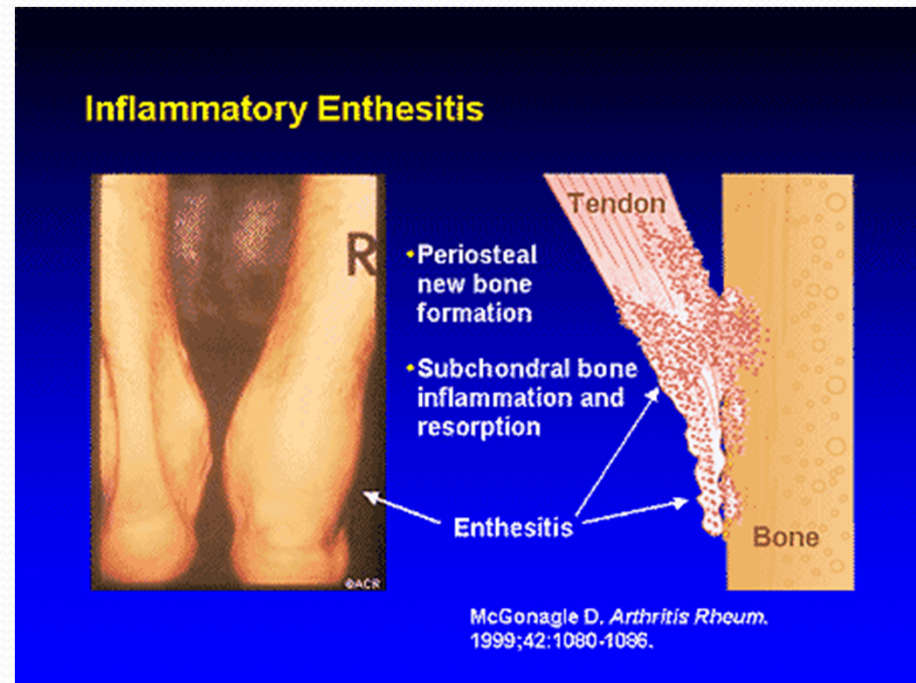 Inflammatory Enthesitis
R
•Periosteal
new bone
formation
•Subchondral bone
inflammation and
resorption
Enthesitis
©ACR
Tendon
Bone
McGonagle D. Arthritis Rheum.
1999;42:1080-1086.